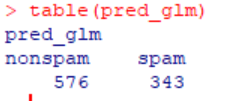 > table(pred_glm)
pred_glm
nonspam    spam
    576     343